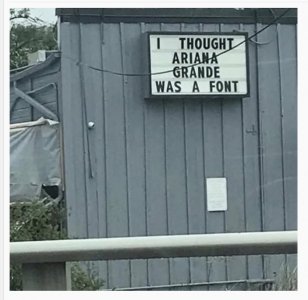 I THOUGHT
ARIANA
GRANDE
WAS A FONT